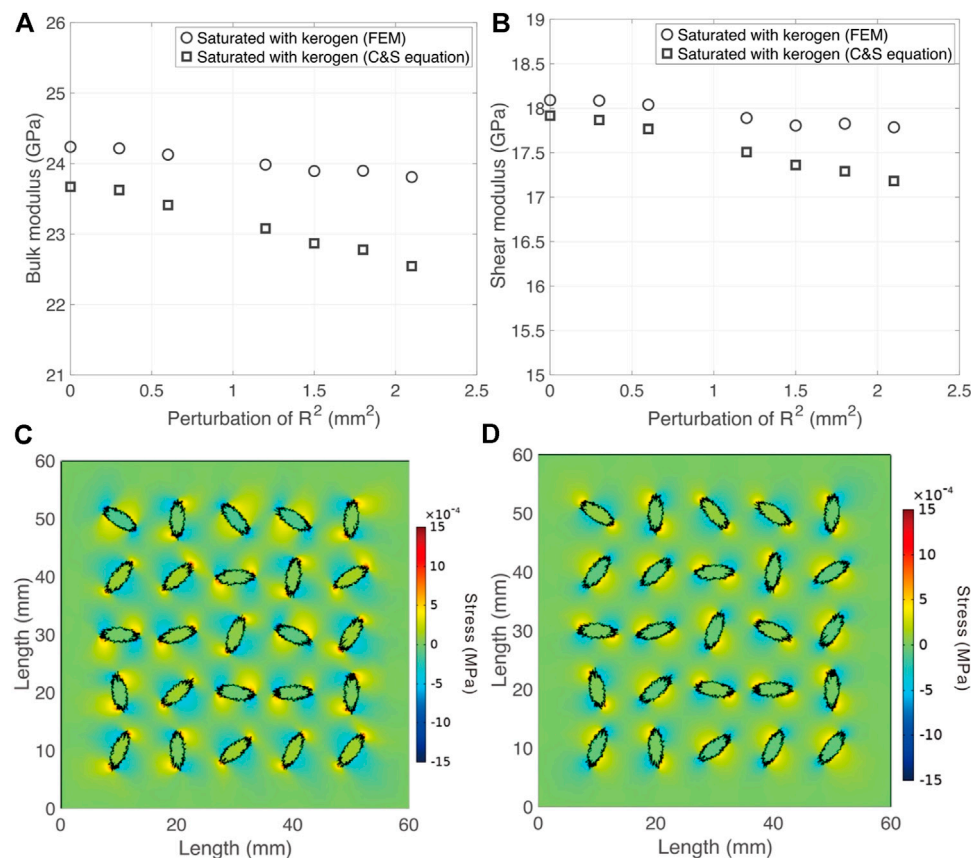 A
26
25
24
23
22
21
Bulk modulus (GPa)
Saturated with kerogen (FEM)
Saturated with kerogen (C&S equation)
0 0.5 1 1.5 2 2.5
Perturbation of R² (mm²)
B
19
18.5
18
17.5
17
16.5
16
15.5
15
Shear modulus (GPa)
Saturated with kerogen (FEM)
Saturated with kerogen (C&S equation)
0 0.5 1 1.5 2 2.5
Perturbation of R² (mm²)
C
60
50
40
30
20
10
0
Length (mm)
0 20 40 60
Length (mm)
×10⁻⁴
15
10
5
0
-5
-10
-15
Stress (MPa)
D
60
50
40
30
20
10
0
Length (mm)
0 20 40 60
Length (mm)
×10⁻⁴
15
10
5
0
-5
-10
-15
Stress (MPa)